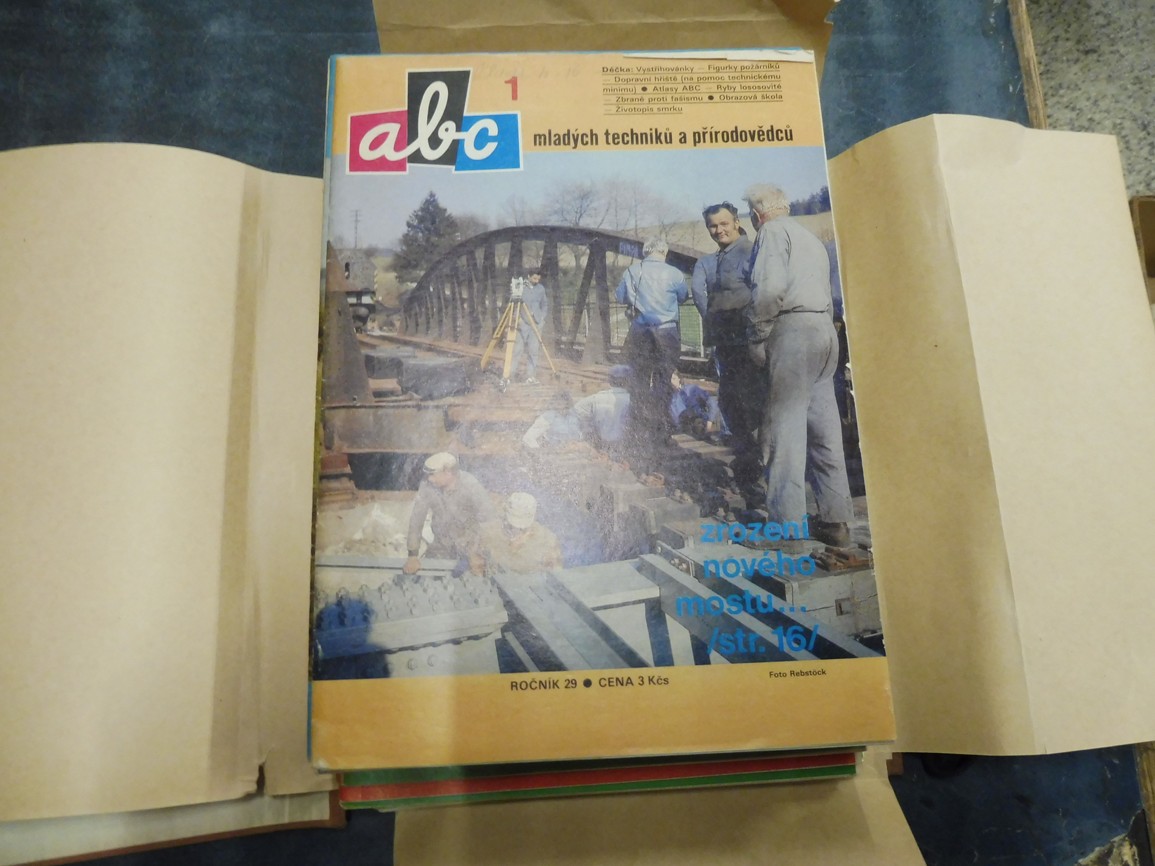 abc
1
Déčka: Vystřihovánky — Figurky požárníků
— Dopravní hřiště (na pomoc technickému
minimu) ● Atlasy ABC — Ryby lososovité
— Zbraně proti fašismu ● Obrazová škola
— Životopis smrku
mladých techniků a přírodovědců
zrození
nového
mostu...
/str. 16/
Foto Rebstöck
ROČNÍK 29 ● CENA 3 Kčs